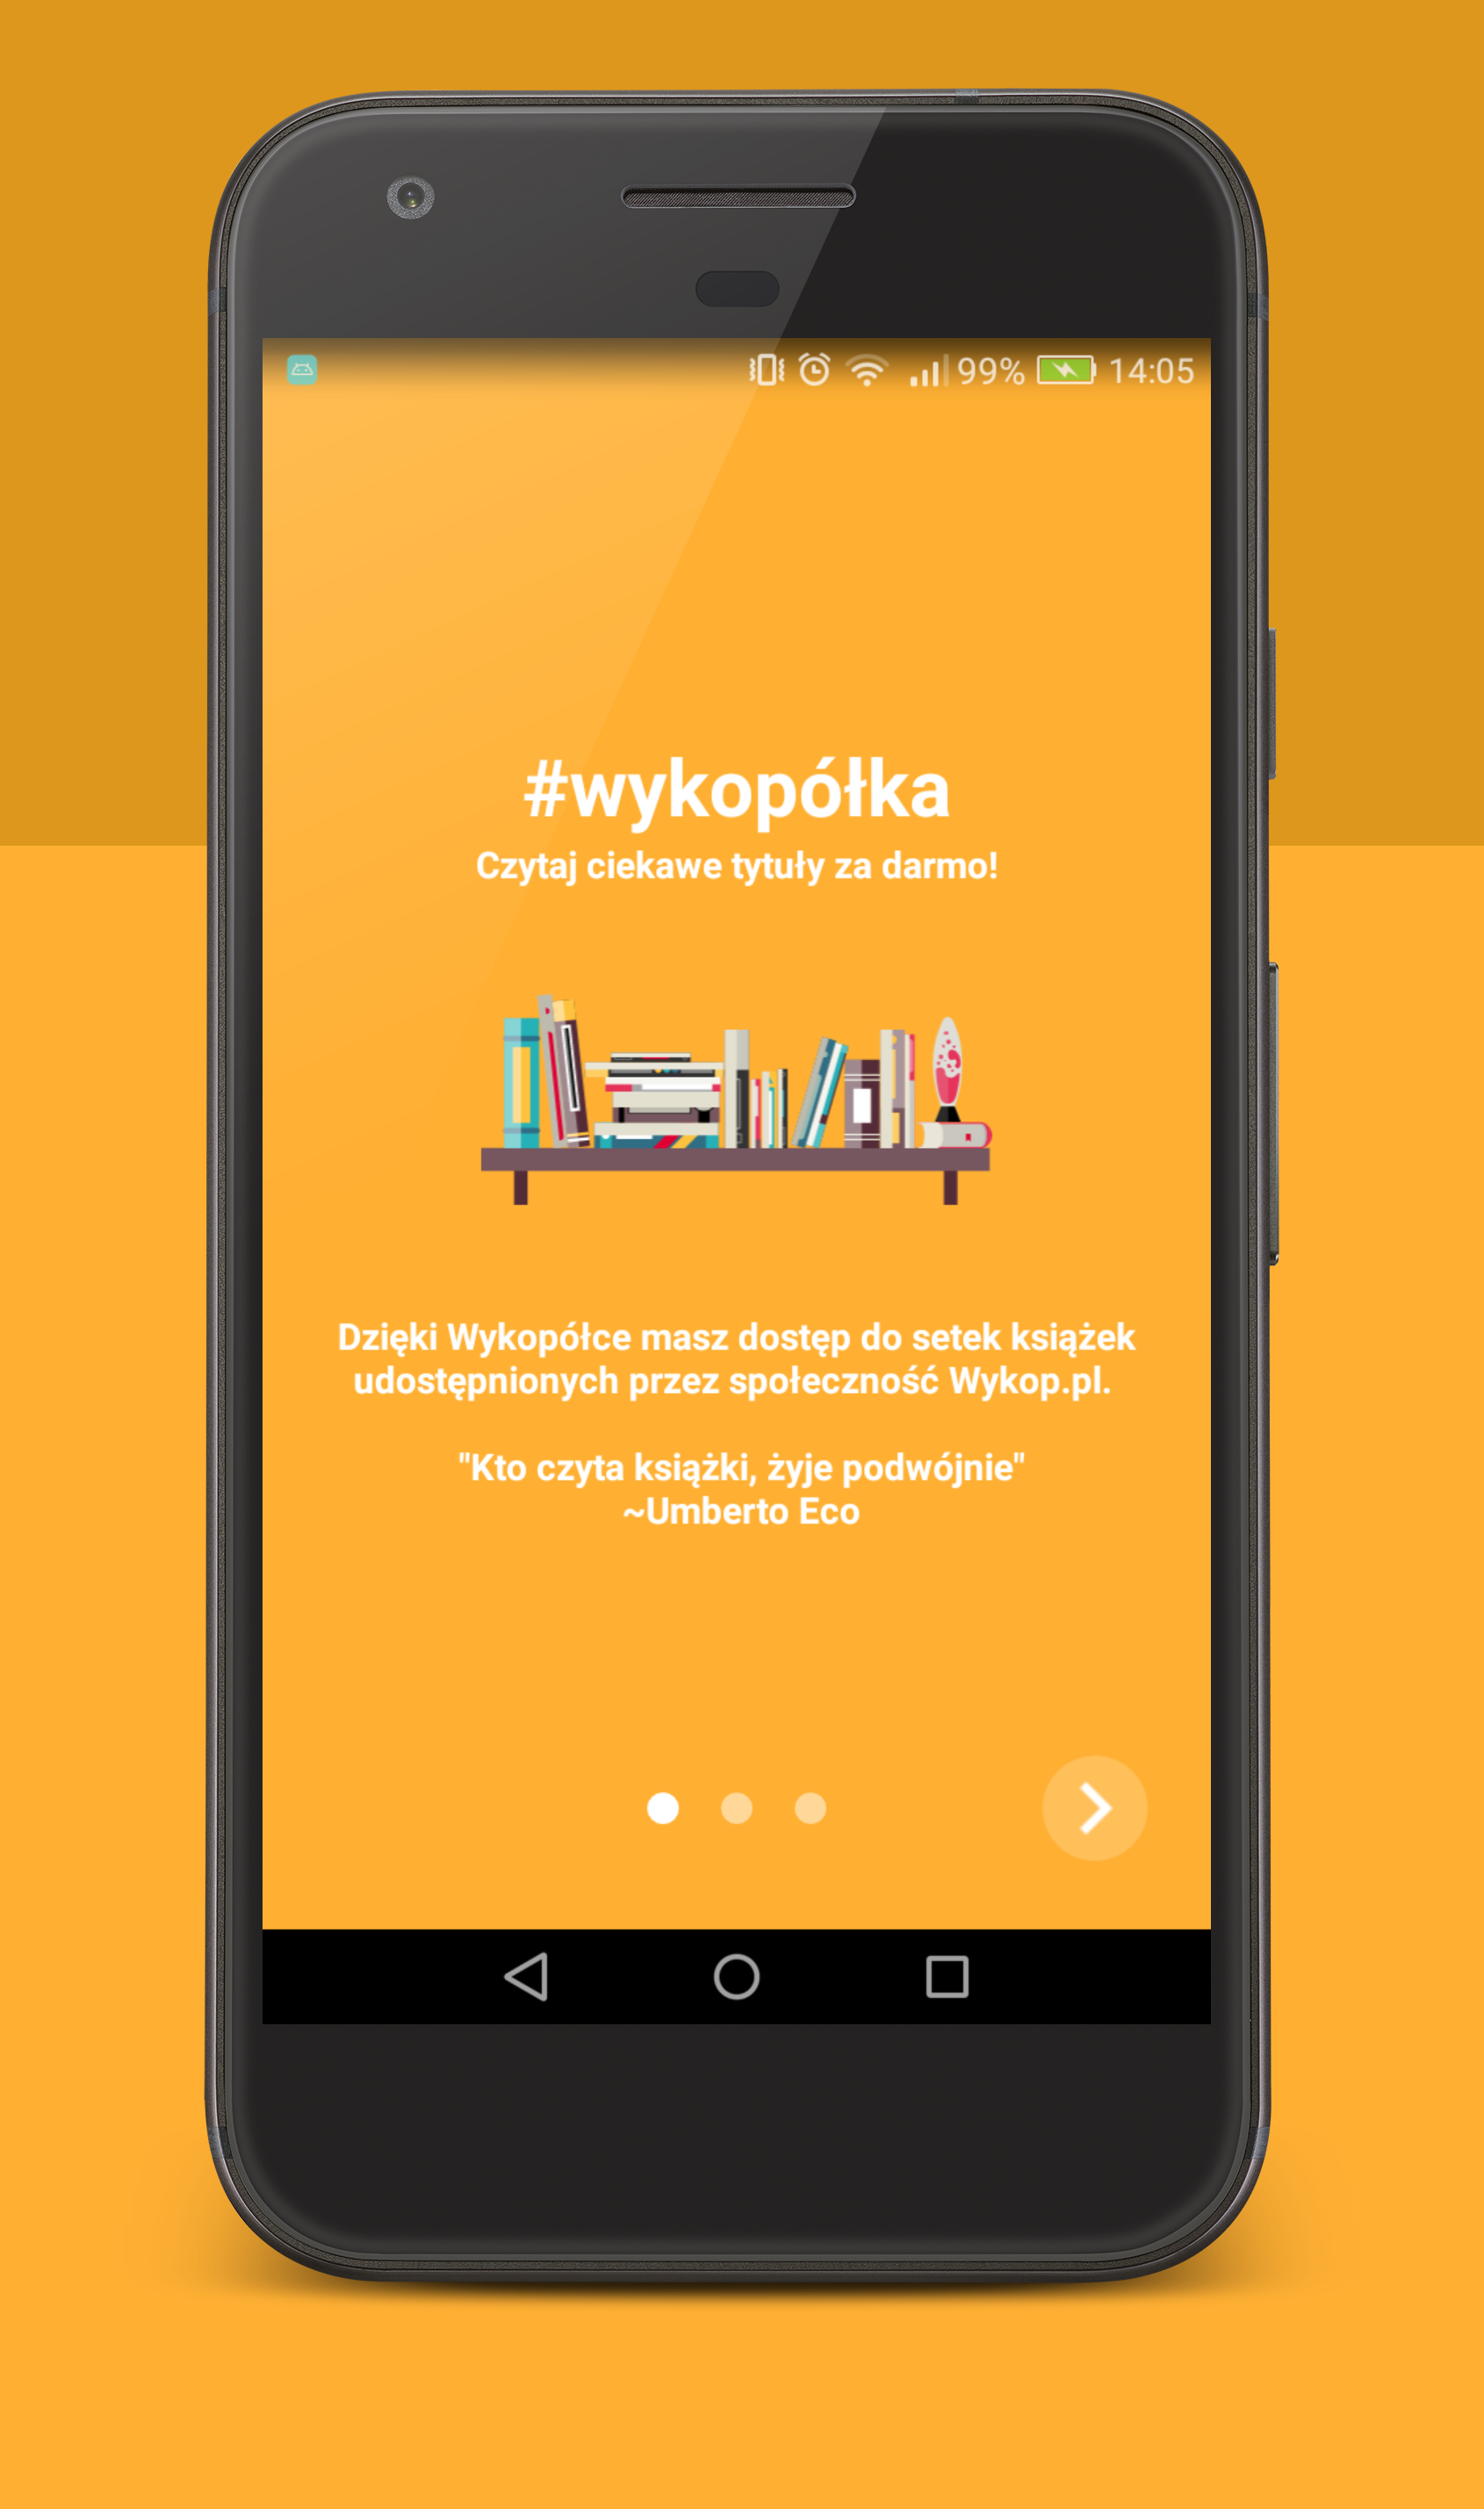 99% 14:05
#wykopółka
Czytaj ciekawe tytuły za darmo!
Dzięki Wykopółce masz dostęp do setek książek
udostępnionych przez społeczność Wykop.pl.
"Kto czyta książki, żyje podwójnie"
~Umberto Eco